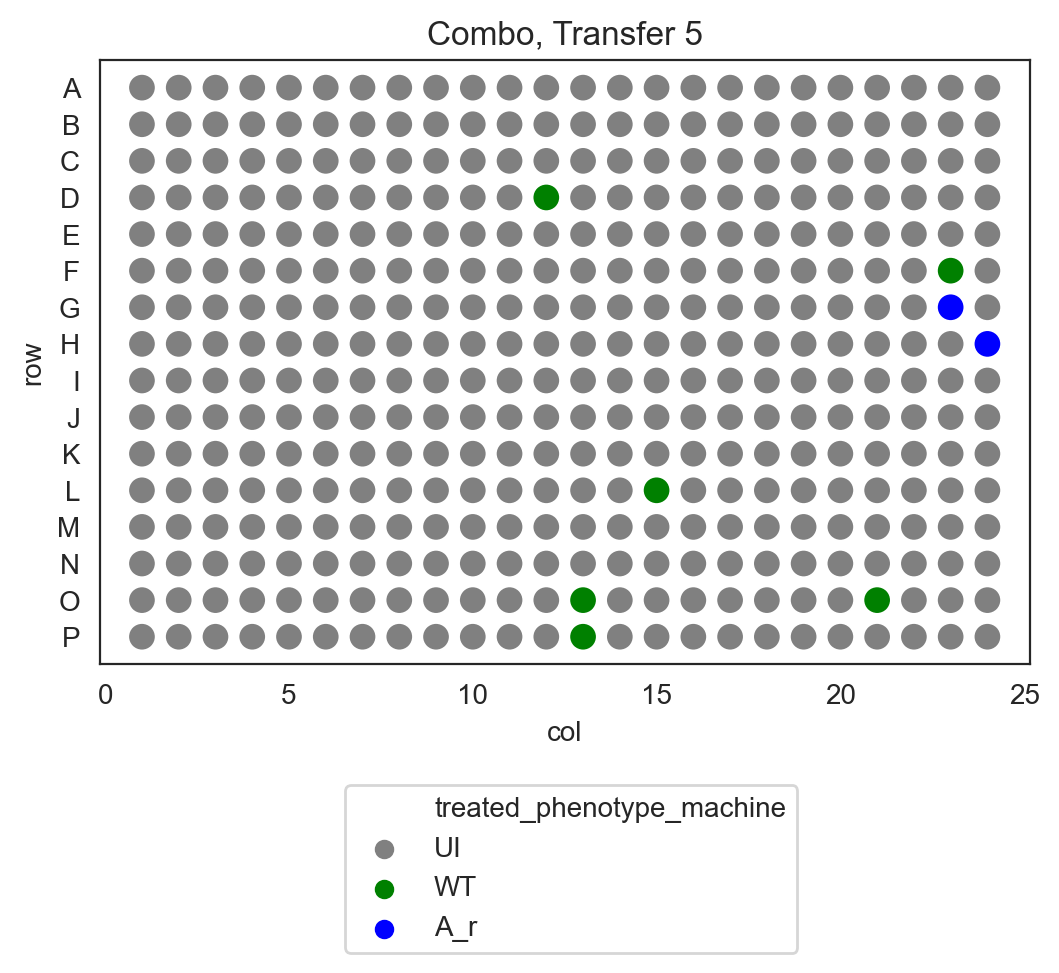 Combo, Transfer 5
A
B
C
D
E
F
G
H
I
J
K
L
M
N
O
P
row
0 5 10 15 20 25
col
treated_phenotype_machine
UI
WT
A_r